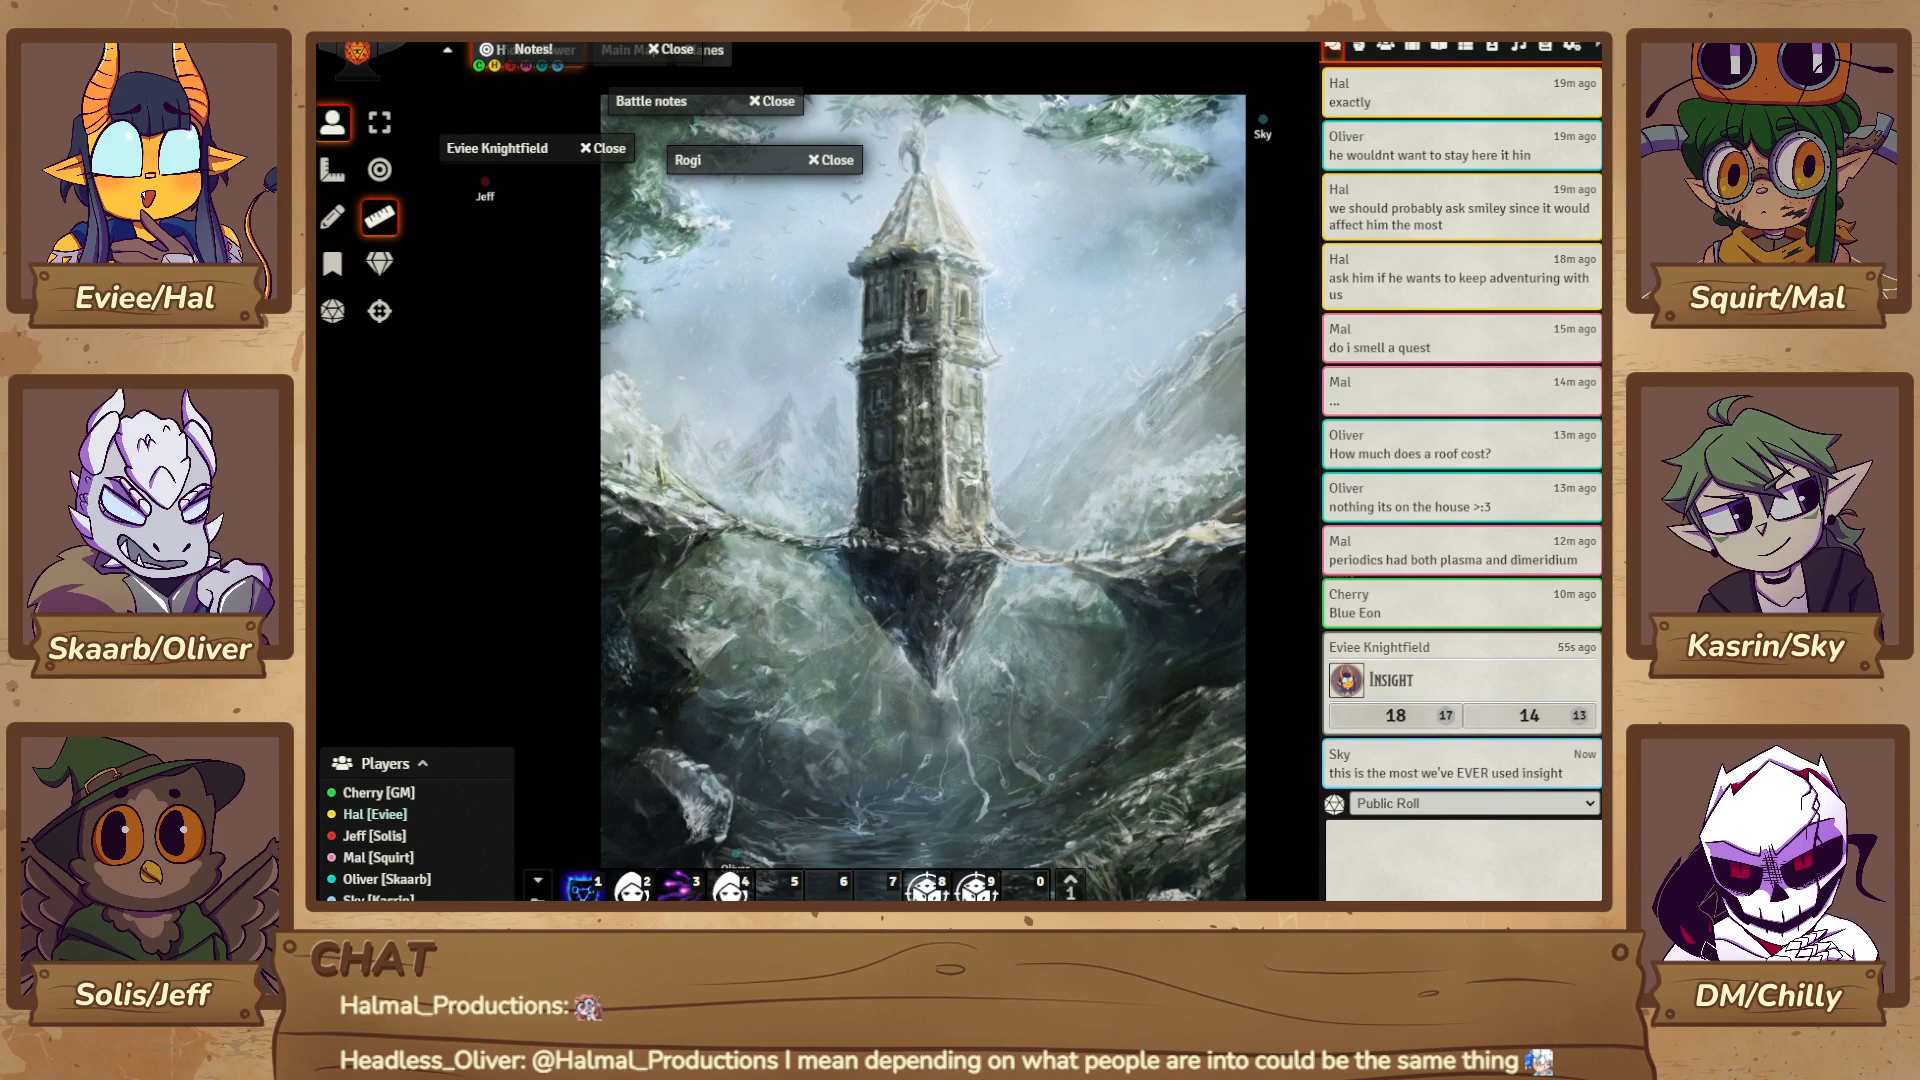 Eviee/Hal
Skaarb/Oliver
Solis/Jeff
Notes!
Main
Close
Battle notes
Close
Eviee Knightfield
Close
Rogi
Close
Jeff
Sky
Players
Cherry [GM]
Hal [Eviee]
Jeff [Solis]
Mal [Squirt]
Oliver [Skaarb]
Sky [Kasrin]
1
2
3
4
5
6
7
8
9
0
1
Hal
19m ago
exactly
Oliver
19m ago
he wouldnt want to stay here it hin
Hal
19m ago
we should probably ask smiley since it would
affect him the most
Hal
18m ago
ask him if he wants to keep adventuring with
us
Mal
15m ago
do i smell a quest
Mal
14m ago
...
Oliver
13m ago
How much does a roof cost?
Oliver
13m ago
nothing its on the house >:3
Mal
12m ago
periodics had both plasma and dimeridium
Cherry
10m ago
Blue Eon
Eviee Knightfield
55s ago
Insight
18
17
14
13
Sky
Now
this is the most we've EVER used insight
Public Roll
Squirt/Mal
Kasrin/Sky
DM/Chilly
CHAT
Halmal_Productions:
Headless_Oliver: @Halmal_Productions I mean depending on what people are into could be the same thing